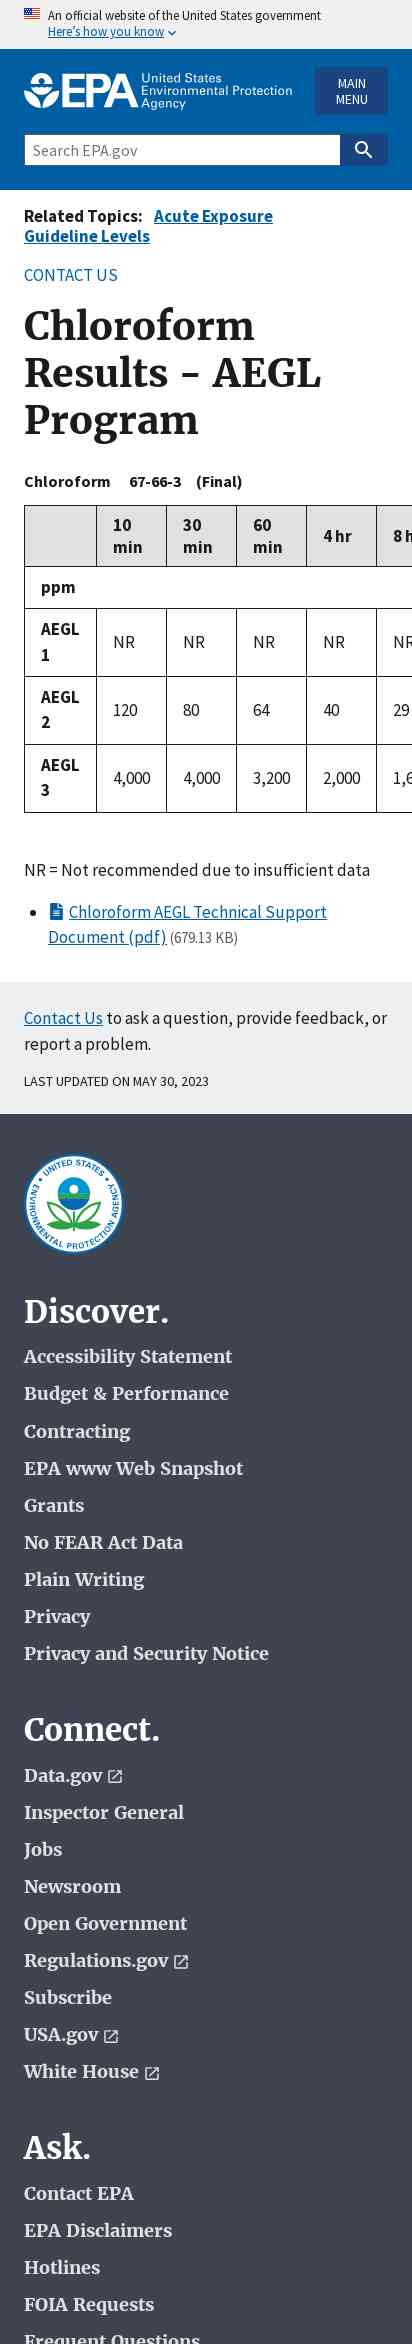 An official website of the United States government
Here's how you know
EPA United States
Environmental Protection
Agency
MAIN
MENU
Search EPA.gov
Related Topics: Acute Exposure
Guideline Levels
CONTACT US
Chloroform
Results - AEGL
Program
Chloroform 67-66-3 (Final)
10 min 30 min 60 min 4 hr 8 h
ppm
AEGL 1 NR NR NR NR NR
AEGL 2 120 80 64 40 29
AEGL 3 4,000 4,000 3,200 2,000 1,6
NR = Not recommended due to insufficient data
Chloroform AEGL Technical Support
Document (pdf) (679.13 KB)
Contact Us to ask a question, provide feedback, or
report a problem.
LAST UPDATED ON MAY 30, 2023
UNITED STATES
ENVIRONMENTAL PROTECTION AGENCY
Discover.
Accessibility Statement
Budget & Performance
Contracting
EPA www Web Snapshot
Grants
No FEAR Act Data
Plain Writing
Privacy
Privacy and Security Notice
Connect.
Data.gov
Inspector General
Jobs
Newsroom
Open Government
Regulations.gov
Subscribe
USA.gov
White House
Ask.
Contact EPA
EPA Disclaimers
Hotlines
FOIA Requests
Frequent Questions